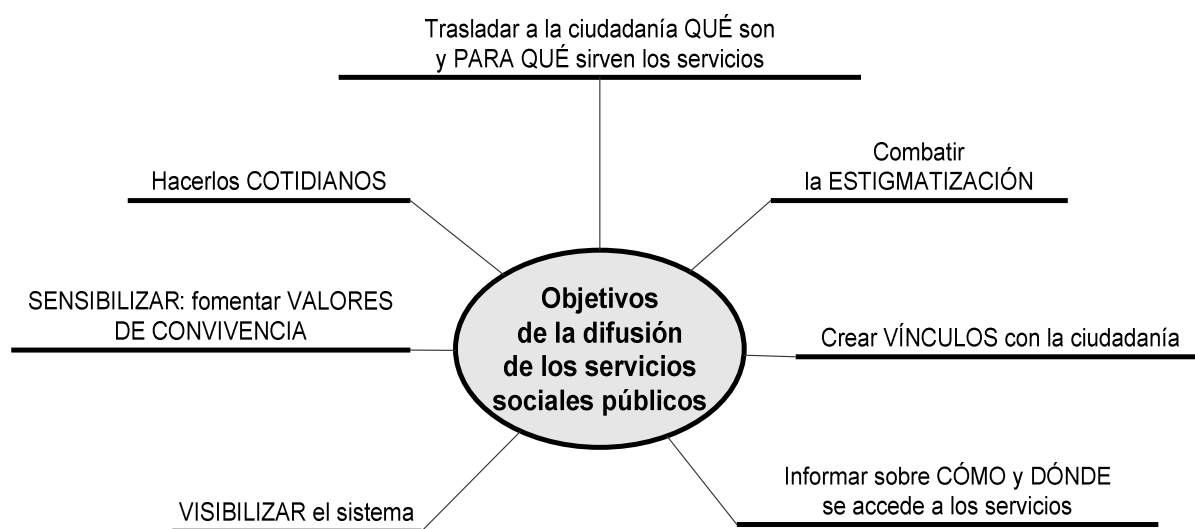 Trasladar a la ciudadanía QUÉ son
y PARA QUÉ sirven los servicios
Combatir
la ESTIGMATIZACIÓN
Hacerlos COTIDIANOS
SENSIBILIZAR: fomentar VALORES
DE CONVIVENCIA
Objetivos
de la difusión
de los servicios
sociales públicos
Crear VÍNCULOS con la ciudadanía
Informar sobre CÓMO y DÓNDE
se accede a los servicios
VISIBILIZAR el sistema